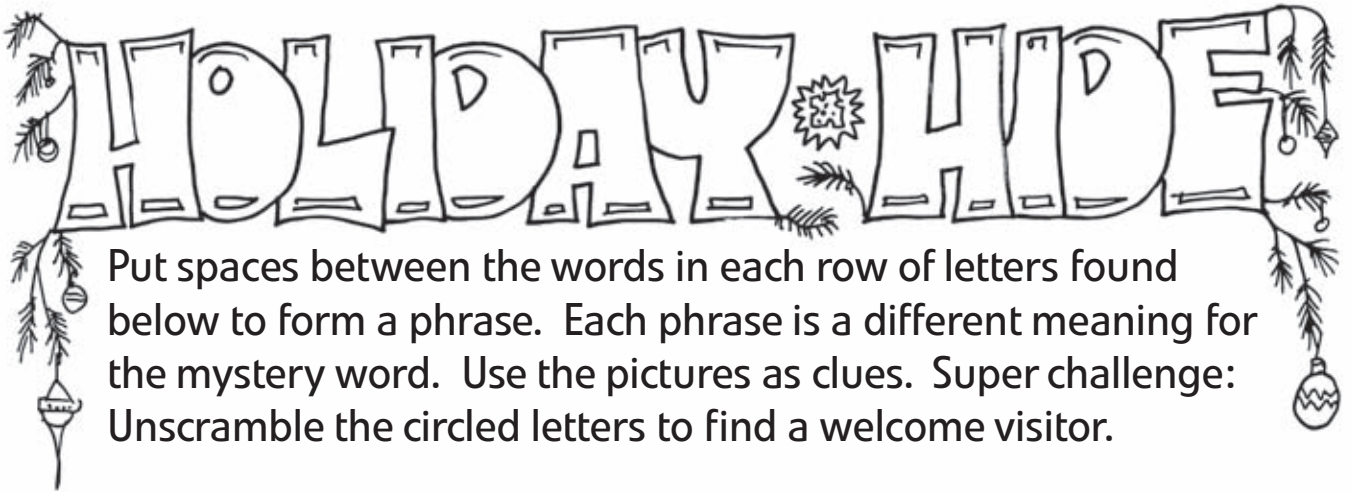 HOLIDAY HIDE
Put spaces between the words in each row of letters found
below to form a phrase.  Each phrase is a different meaning for
the mystery word.  Use the pictures as clues.  Super challenge:
Unscramble the circled letters to find a welcome visitor.